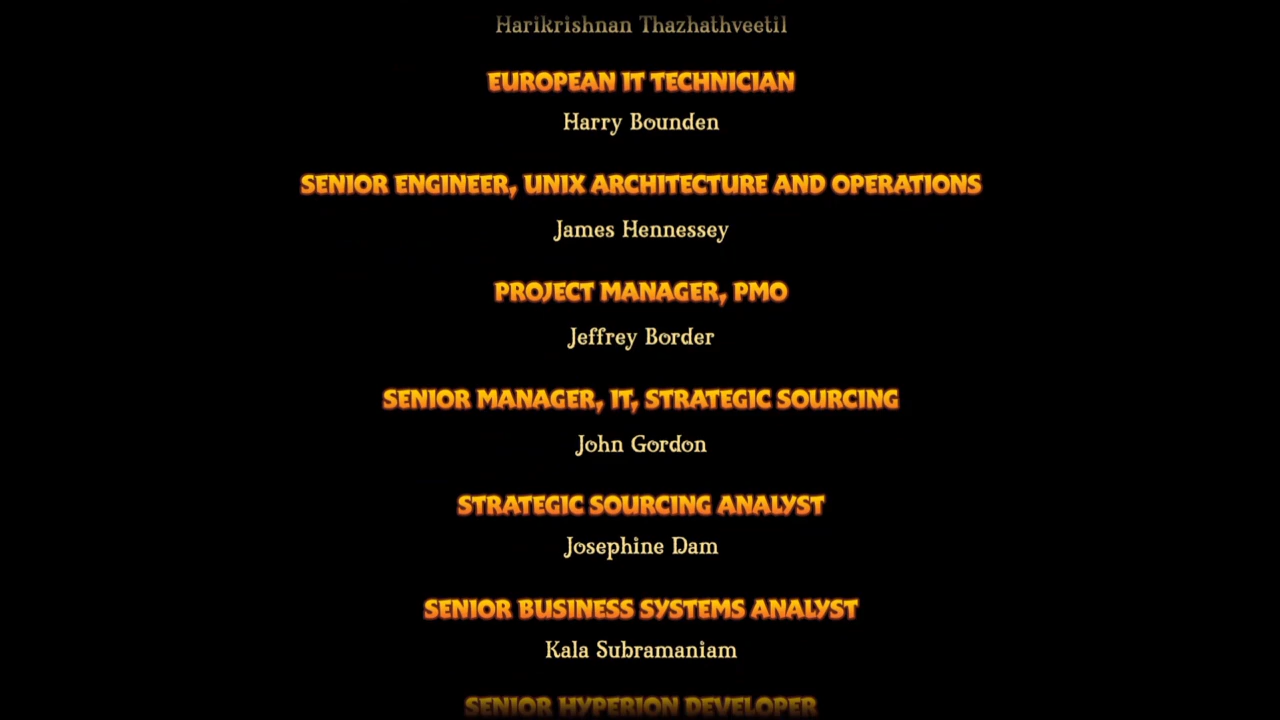 Harikrishnan Thazhathveetil
EUROPEAN IT TECHNICIAN
Harry Bounden
SENIOR ENGINEER, UNIX ARCHITECTURE AND OPERATIONS
James Hennessey
PROJECT MANAGER, PMO
Jeffrey Border
SENIOR MANAGER, IT, STRATEGIC SOURCING
John Gordon
STRATEGIC SOURCING ANALYST
Josephine Dam
SENIOR BUSINESS SYSTEMS ANALYST
Kala Subramaniam
SENIOR HYPERION DEVELOPER